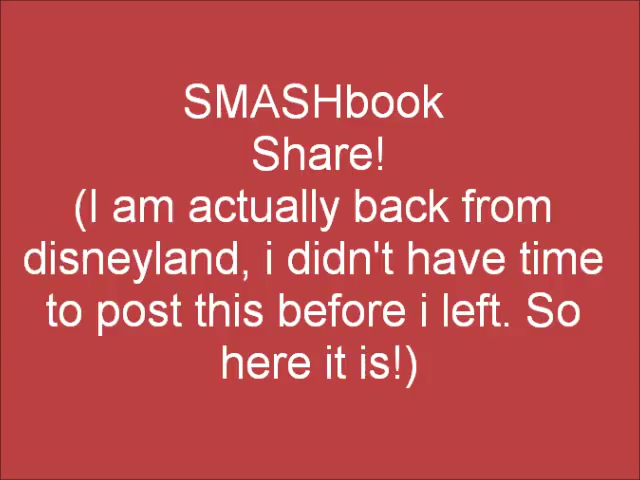 SMASHbook
Share!
(I am actually back from
disneyland, i didn't have time
to post this before i left. So
here it is!)